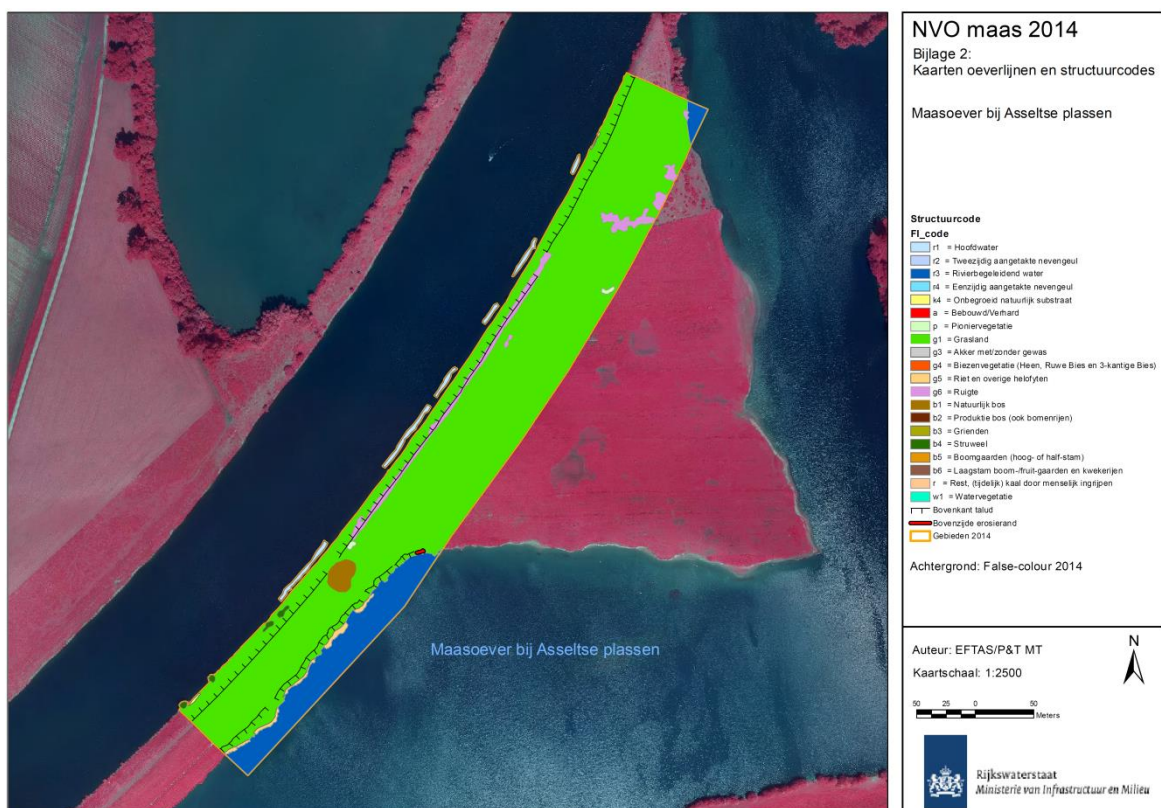 NVO maas 2014
Bijlage 2:
Kaarten oeverlijnen en structuurcodes
Maasoever bij Asseltse plassen
Structuurcode
FI_code
r1 = Hoofdwater
r2 = Tweezijdig aangetakte nevengeul
r3 = Rivierbegeleidend water
r4 = Eenzijdig aangetakte nevengeul
k4 = Onbegroeid natuurlijk substraat
a = Bebouwd/Verhard
p = Pioniervegetatie
g1 = Grasland
g3 = Akker met/zonder gewas
g4 = Biezenvegetatie (Heen, Ruwe Bies en 3-kantige Bies)
g5 = Riet en overige helofyten
g6 = Ruigte
b1 = Natuurlijk bos
b2 = Produktie bos (ook bomenrijen)
b3 = Grienden
b4 = Struweel
b5 = Boomgaarden (hoog- of half-stam)
b6 = Laagstam boom-/fruit-gaarden en kwekerijen
r = Rest, (tijdelijk) kaal door menselijk ingrijpen
w1 = Watervegetatie
Bovenkant talud
Bovenzijde erosierand
Gebieden 2014
Achtergrond: False-colour 2014
Maasoever bij Asseltse plassen
Auteur: EFTAS/P&T MT
Kaartschaal: 1:2500
N
50 25 0 50
Meters
Rijkswaterstaat
Ministerie van Infrastructuur en Milieu